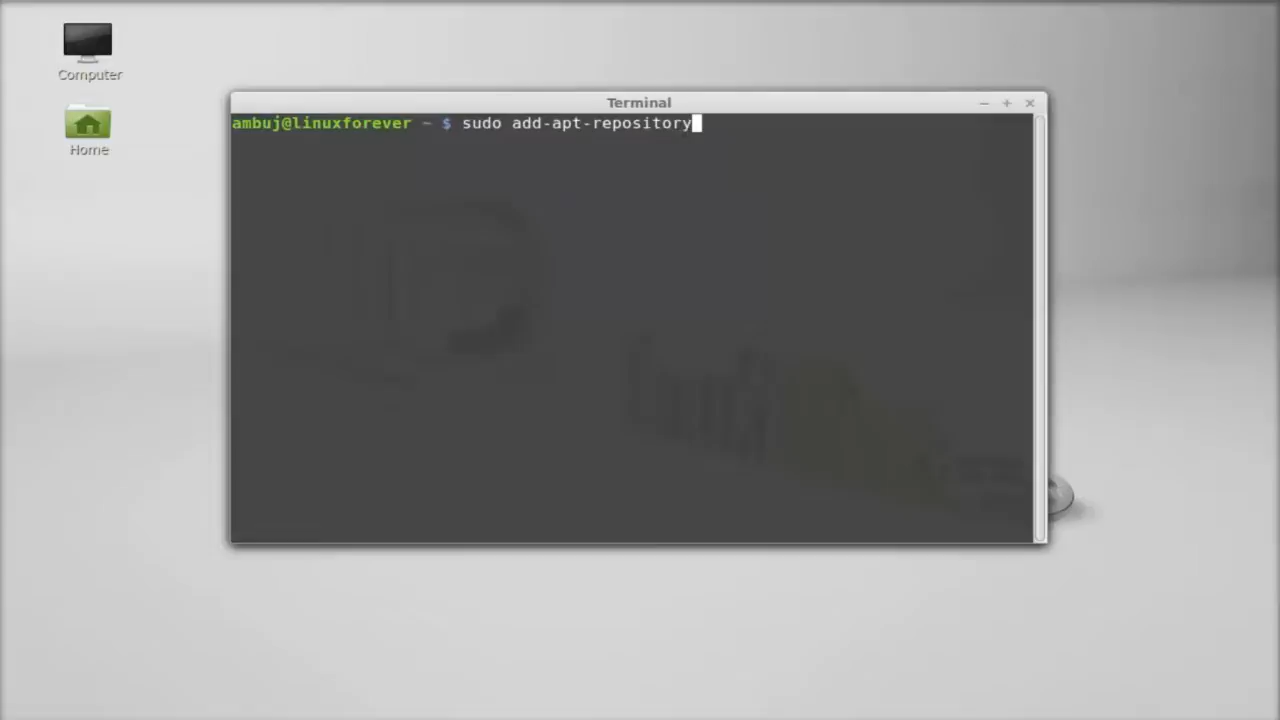 Computer
Home
Terminal
ambuj@linuxforever ~ $ sudo add-apt-repository